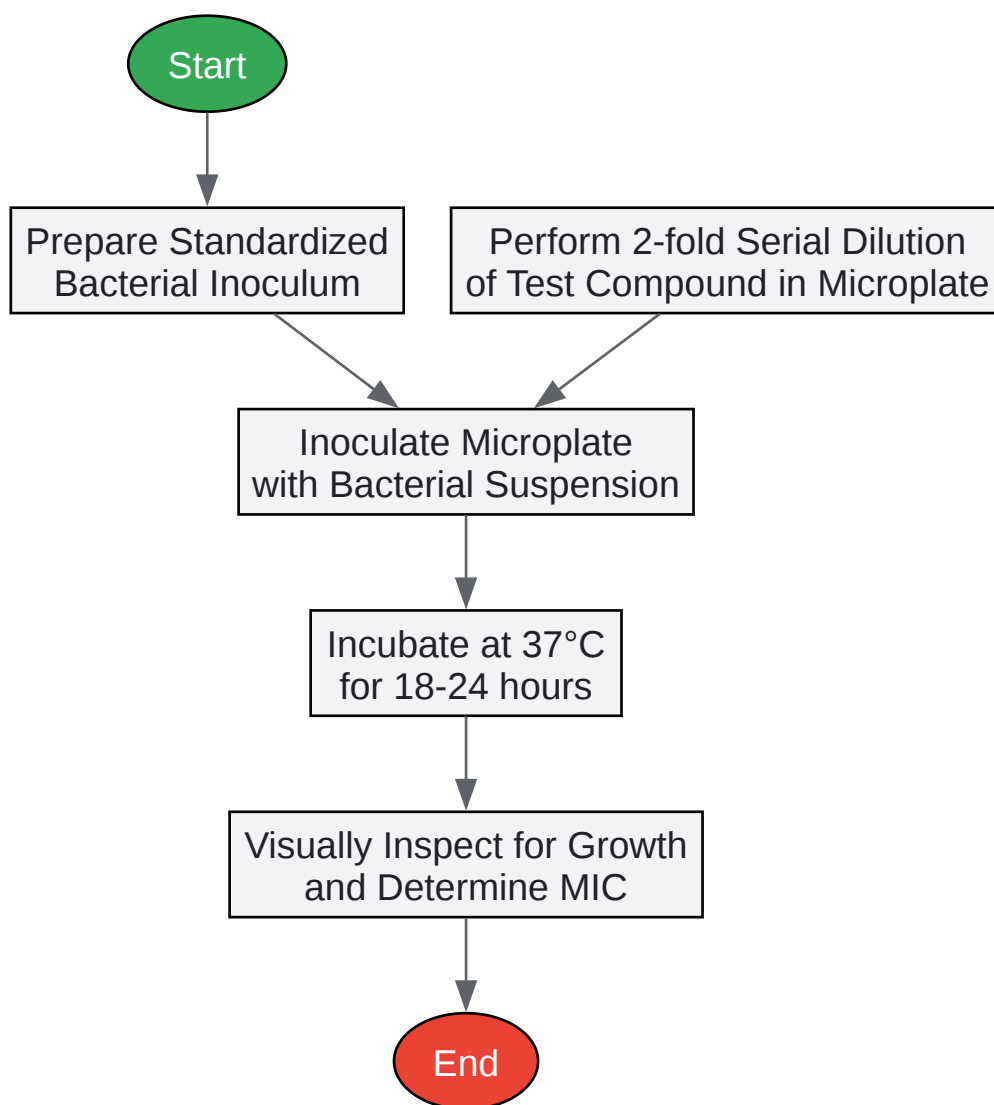 Start
Prepare Standardized
Bacterial Inoculum
Perform 2-fold Serial Dilution
of Test Compound in Microplate
Inoculate Microplate
with Bacterial Suspension
Incubate at 37°C
for 18-24 hours
Visually Inspect for Growth
and Determine MIC
End